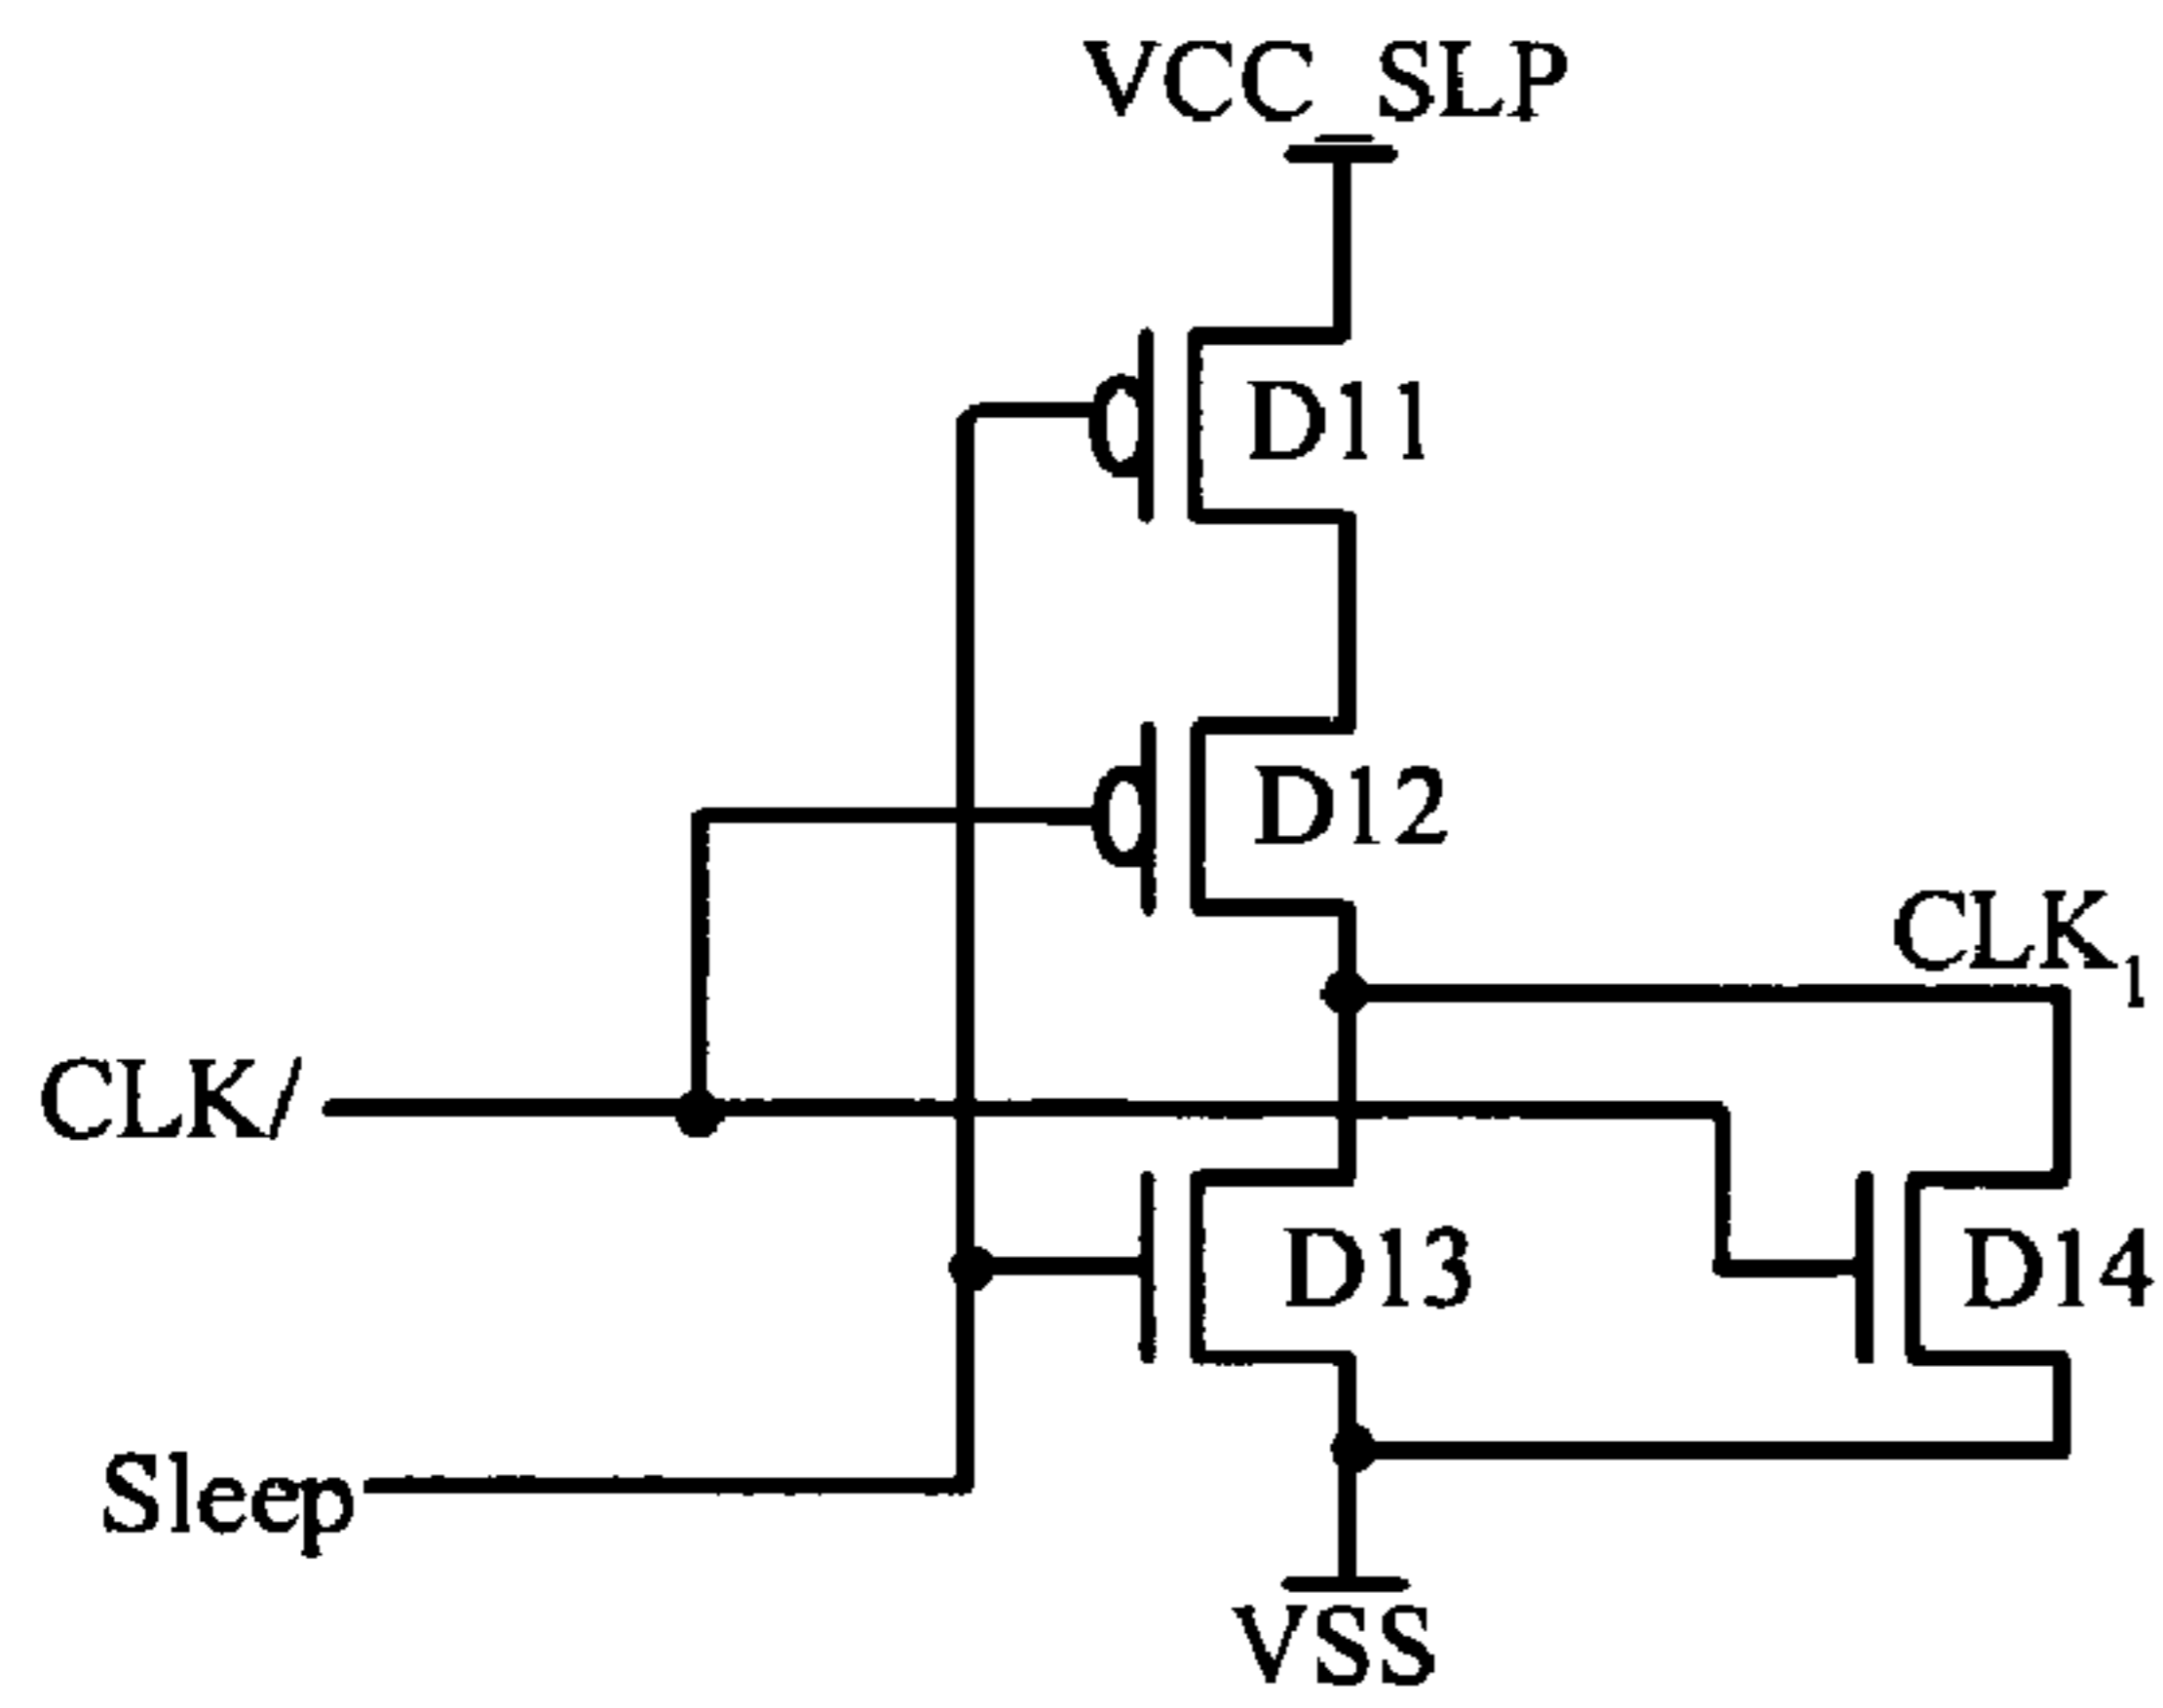 VCC_SLP
D11
D12
CLK1
CLK/
D13
D14
Sleep
VSS